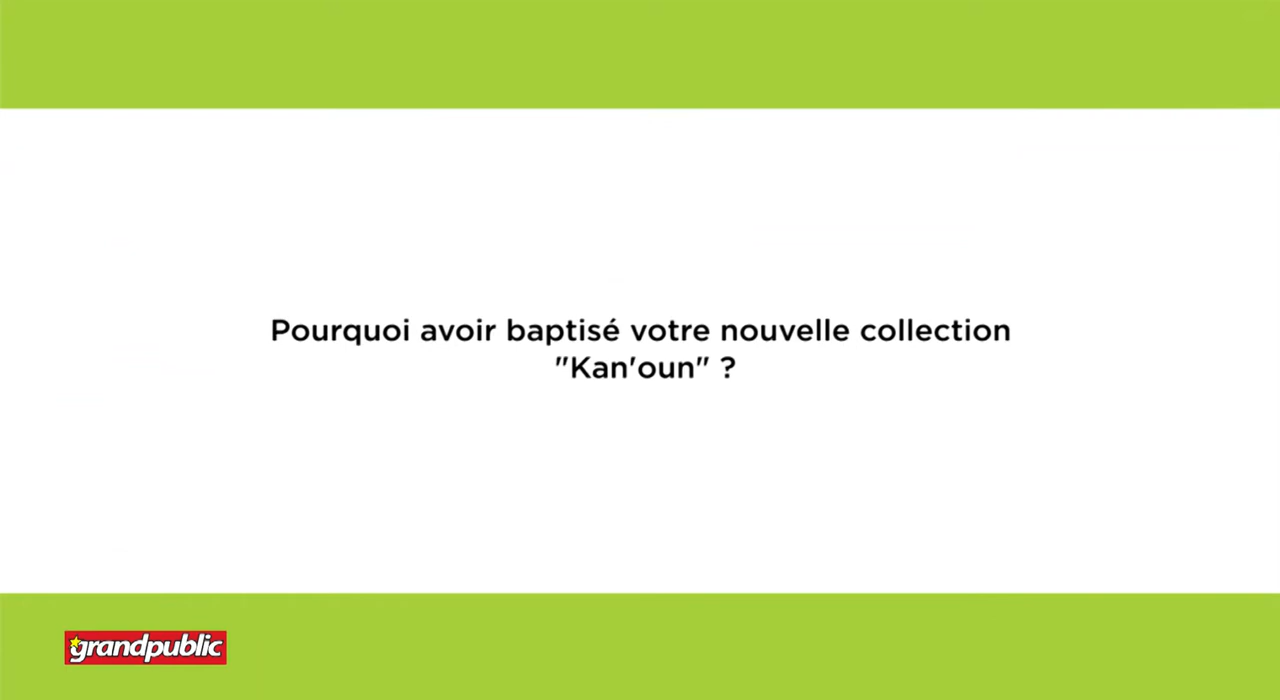 Pourquoi avoir baptisé votre nouvelle collection
"Kan'oun" ?
grandpublic